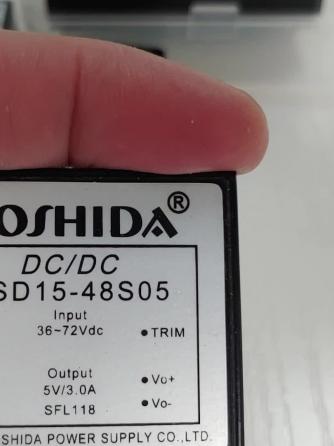 OSHIDA®
DC/DC
SD15-48S05
Input
36~72Vdc
•TRIM
Output
5V/3.0A
•Vo+
SFL118
•Vo-
SHIDA POWER SUPPLY CO.,LTD.